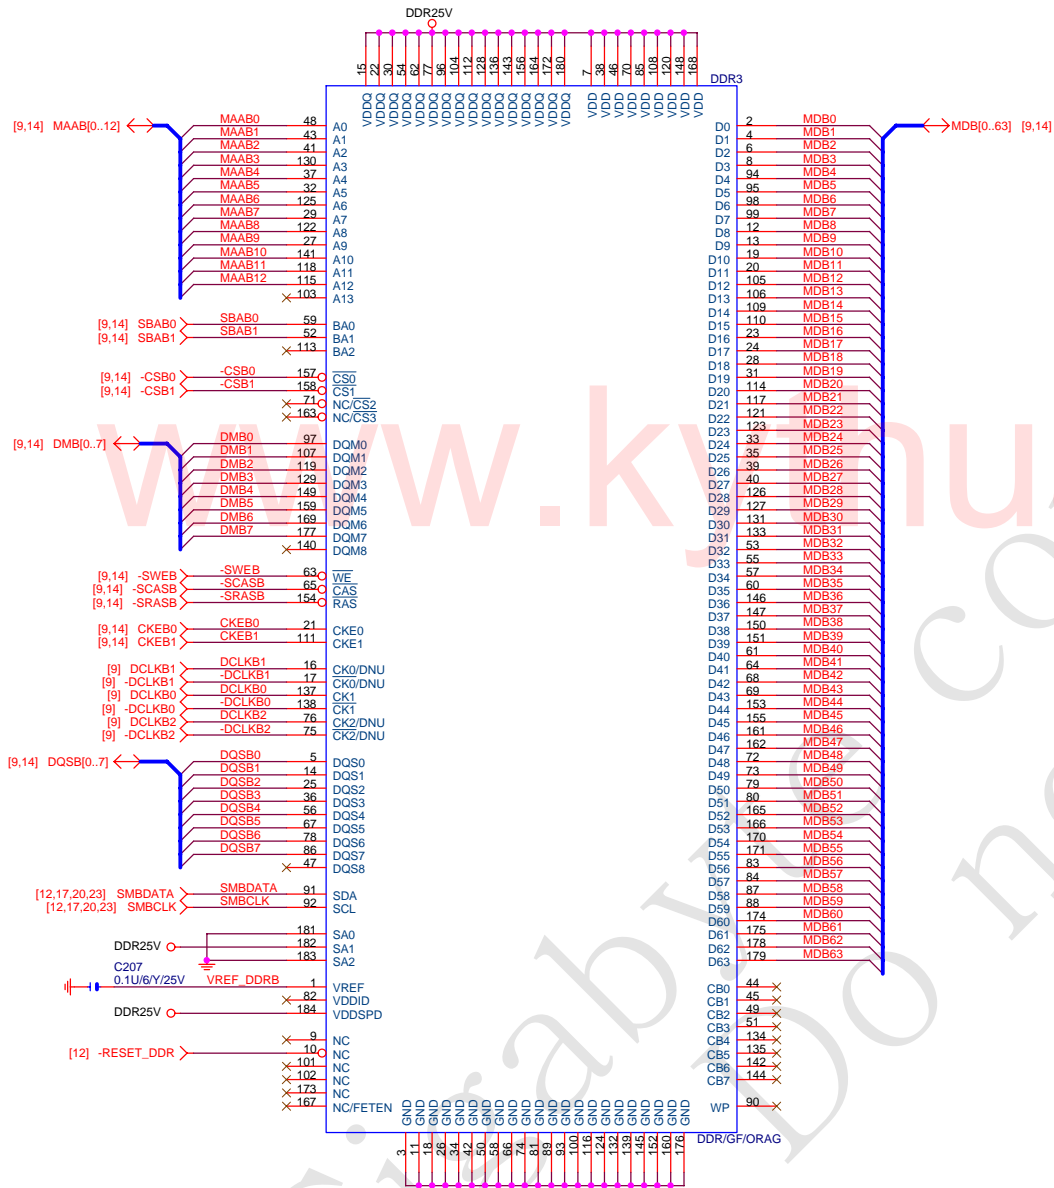 DDR25V
15 22 30 54 62 77 96 104 112 128 136 143 156 164 172 180 7 38 46 70 85 108 120 148 168
DDR3
VDDQ VDDQ VDDQ VDDQ VDDQ VDDQ VDDQ VDDQ VDDQ VDDQ VDDQ VDDQ VDDQ VDDQ VDDQ VDDQ VDD VDD VDD VDD VDD VDD VDD VDD VDD
[9,14] MAAB[0..12]
MAAB0 48 A0
MAAB1 43 A1
MAAB2 41 A2
MAAB3 130 A3
MAAB4 37 A4
MAAB5 32 A5
MAAB6 125 A6
MAAB7 29 A7
MAAB8 122 A8
MAAB9 27 A9
MAAB10 141 A10
MAAB11 118 A11
MAAB12 115 A12
103 A13
[9,14] SBAB0 SBAB0 59 BA0
[9,14] SBAB1 SBAB1 52 BA1
113 BA2
[9,14] -CSB0 -CSB0 157 CS0
[9,14] -CSB1 -CSB1 158 CS1
71 NC/CS2
163 NC/CS3
[9,14] DMB[0..7]
DMB0 97 DQM0
DMB1 107 DQM1
DMB2 119 DQM2
DMB3 129 DQM3
DMB4 149 DQM4
DMB5 159 DQM5
DMB6 169 DQM6
DMB7 177 DQM7
140 DQM8
[9,14] -SWEB -SWEB 63 WE
[9,14] -SCASB -SCASB 65 CAS
[9,14] -SRASB -SRASB 154 RAS
[9,14] CKEB0 CKEB0 21 CKE0
[9,14] CKEB1 CKEB1 111 CKE1
[9] DCLKB1 DCLKB1 16 CK0/DNU
[9] -DCLKB1 -DCLKB1 17 CK0/DNU
[9] DCLKB0 DCLKB0 137 CK1
[9] -DCLKB0 -DCLKB0 138 CK1
[9] DCLKB2 DCLKB2 76 CK2/DNU
[9] -DCLKB2 -DCLKB2 75 CK2/DNU
[9,14] DQSB[0..7]
DQSB0 5 DQS0
DQSB1 14 DQS1
DQSB2 25 DQS2
DQSB3 36 DQS3
DQSB4 56 DQS4
DQSB5 67 DQS5
DQSB6 78 DQS6
DQSB7 86 DQS7
47 DQS8
[12,17,20,23] SMBDATA SMBDATA 91 SDA
[12,17,20,23] SMBCLK SMBCLK 92 SCL
181 SA0
DDR25V 182 SA1
183 SA2
C207
0.1U/6/Y/25V VREF_DDRB 1 VREF
82 VDDID
DDR25V 184 VDDSPD
9 NC
[12] -RESET_DDR 10 NC
101 NC
102 NC
173 NC
167 NC/FETEN
MDB[0..63] [9,14]
D0 2 MDB0
D1 4 MDB1
D2 6 MDB2
D3 8 MDB3
D4 94 MDB4
D5 95 MDB5
D6 98 MDB6
D7 99 MDB7
D8 12 MDB8
D9 13 MDB9
D10 19 MDB10
D11 20 MDB11
D12 105 MDB12
D13 106 MDB13
D14 109 MDB14
D15 110 MDB15
D16 23 MDB16
D17 24 MDB17
D18 28 MDB18
D19 31 MDB19
D20 114 MDB20
D21 117 MDB21
D22 121 MDB22
D23 123 MDB23
D24 33 MDB24
D25 35 MDB25
D26 39 MDB26
D27 40 MDB27
D28 126 MDB28
D29 127 MDB29
D30 131 MDB30
D31 133 MDB31
D32 53 MDB32
D33 55 MDB33
D34 57 MDB34
D35 60 MDB35
D36 146 MDB36
D37 147 MDB37
D38 150 MDB38
D39 151 MDB39
D40 61 MDB40
D41 64 MDB41
D42 68 MDB42
D43 69 MDB43
D44 153 MDB44
D45 155 MDB45
D46 161 MDB46
D47 162 MDB47
D48 72 MDB48
D49 73 MDB49
D50 79 MDB50
D51 80 MDB51
D52 165 MDB52
D53 166 MDB53
D54 170 MDB54
D55 171 MDB55
D56 83 MDB56
D57 84 MDB57
D58 87 MDB58
D59 88 MDB59
D60 174 MDB60
D61 175 MDB61
D62 178 MDB62
D63 179 MDB63
CB0 44
CB1 45
CB2 49
CB3 51
CB4 134
CB5 135
CB6 142
CB7 144
WP 90
GND GND GND GND GND GND GND GND GND GND GND GND GND GND GND GND GND GND GND GND GND GND
DDR/GF/ORAG
3 11 18 26 34 42 50 58 66 74 81 89 93 100 116 124 132 139 145 152 160 176
www.kythu
igabyte co
Do n